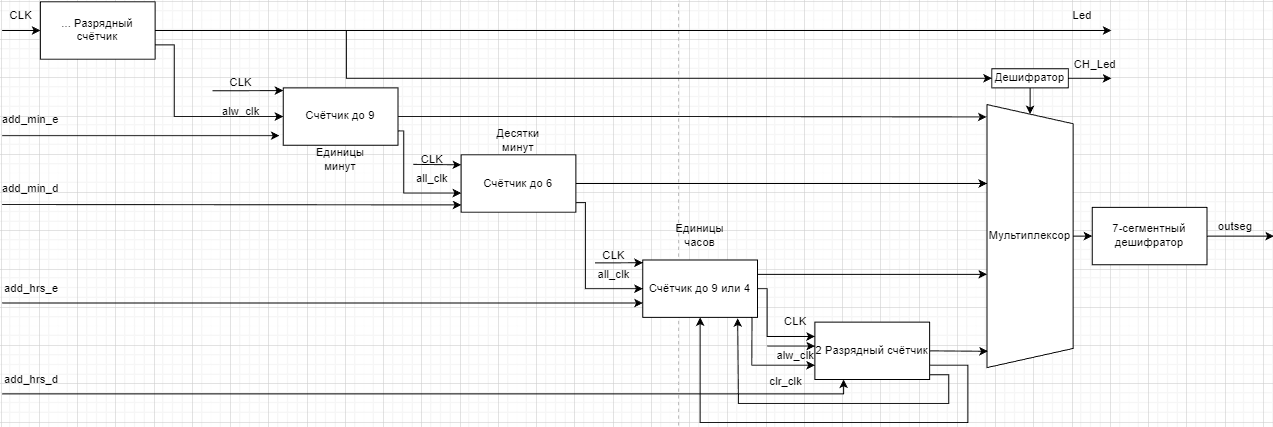 CLK
... Разрядный
счётчик
Led
Дешифратор
CH_Led
CLK
alw_clk
Счётчик до 9
add_min_e
Единицы
минут
Десятки
минут
CLK
all_clk
Счётчик до 6
add_min_d
Единицы
часов
Мультиплексор
7-сегментный
дешифратор
outseg
CLK
all_clk
Счётчик до 9 или 4
add_hrs_e
CLK
alw_clk
2 Разрядный счётчик
clr_clk
add_hrs_d